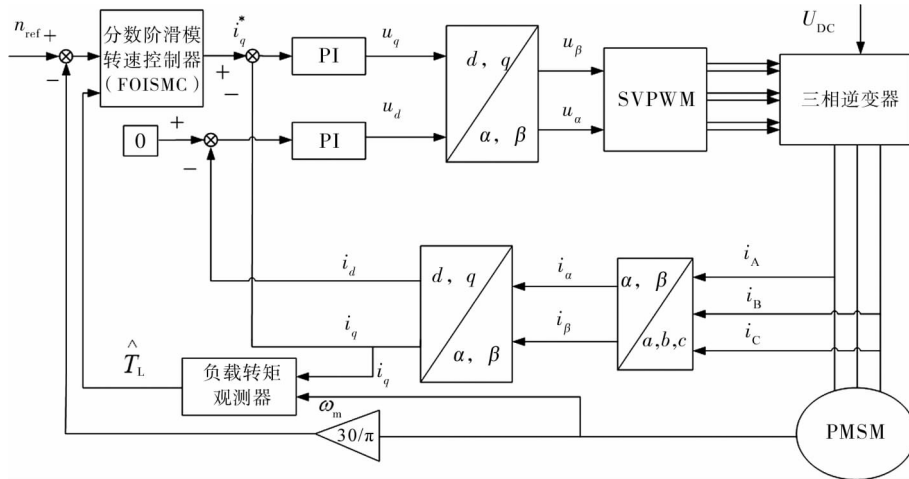 n_ref + −
分数阶滑模
转速控制器
(FOISMC)
i_q^*
+ −
PI
u_q
d, q
α, β
u_β
u_α
SVPWM
U_DC
三相逆变器
0
+ −
PI
u_d
i_d
i_q
d, q
α, β
i_α
i_β
α, β
a,b,c
i_A
i_B
i_C
T̂_L
负载转矩
观测器
i_q
ω_m
30/π
PMSM